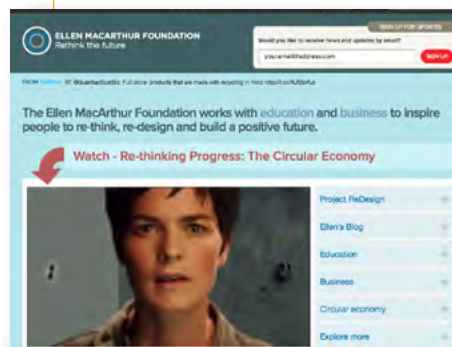 SIGN UP FOR UPDATES
ELLEN MACARTHUR FOUNDATION
Rethink the future
Would you like to receive news and updates by email?
youremail@address.com
SIGN UP
The Ellen MacArthur Foundation works with education and business to inspire
people to re-think, re-design and build a positive future.
Watch - Re-thinking Progress: The Circular Economy
Project ReDesign
Ellen's Blog
Education
Business
Circular economy
Explore more